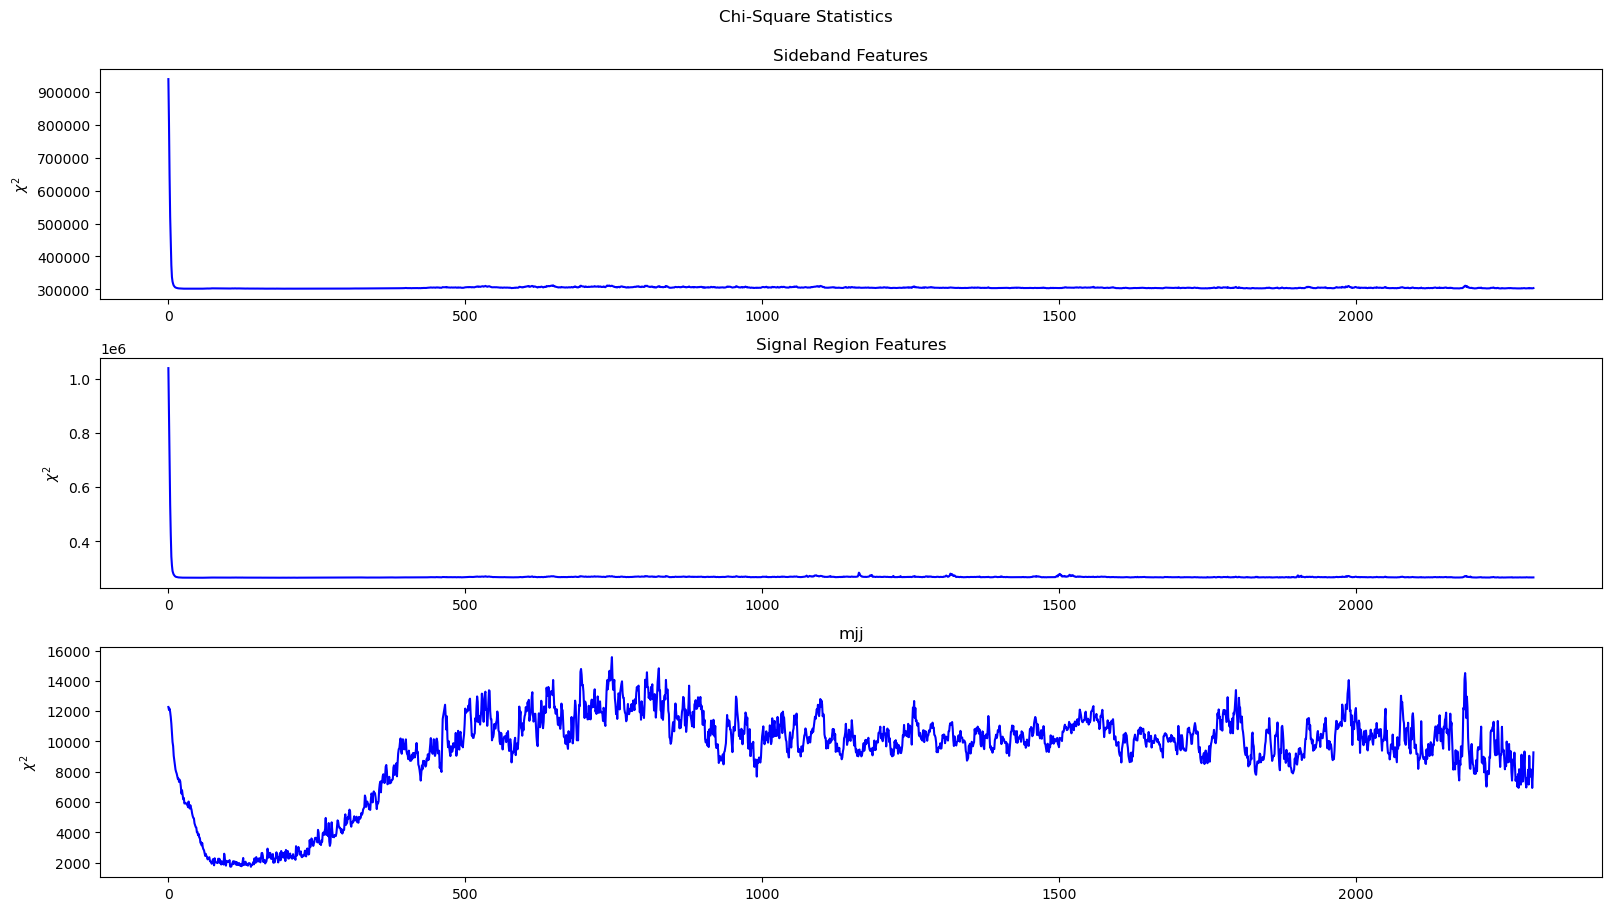 Chi-Square Statistics
Sideband Features
χ²
900000
800000
700000
600000
500000
400000
300000
0 500 1000 1500 2000
Signal Region Features
1e6
χ²
1.0
0.8
0.6
0.4
0 500 1000 1500 2000
mjj
χ²
16000
14000
12000
10000
8000
6000
4000
2000
0 500 1000 1500 2000